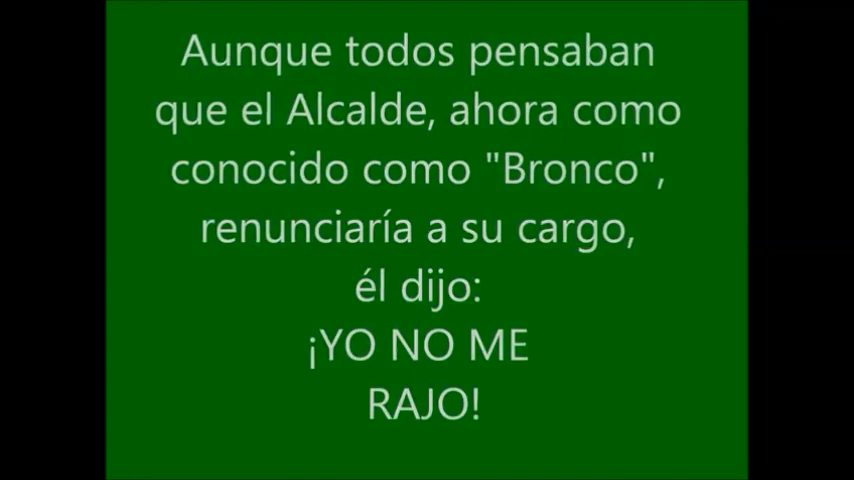 Aunque todos pensaban
que el Alcalde, ahora como
conocido como "Bronco",
renunciaría a su cargo,
él dijo:
¡YO NO ME
RAJO!